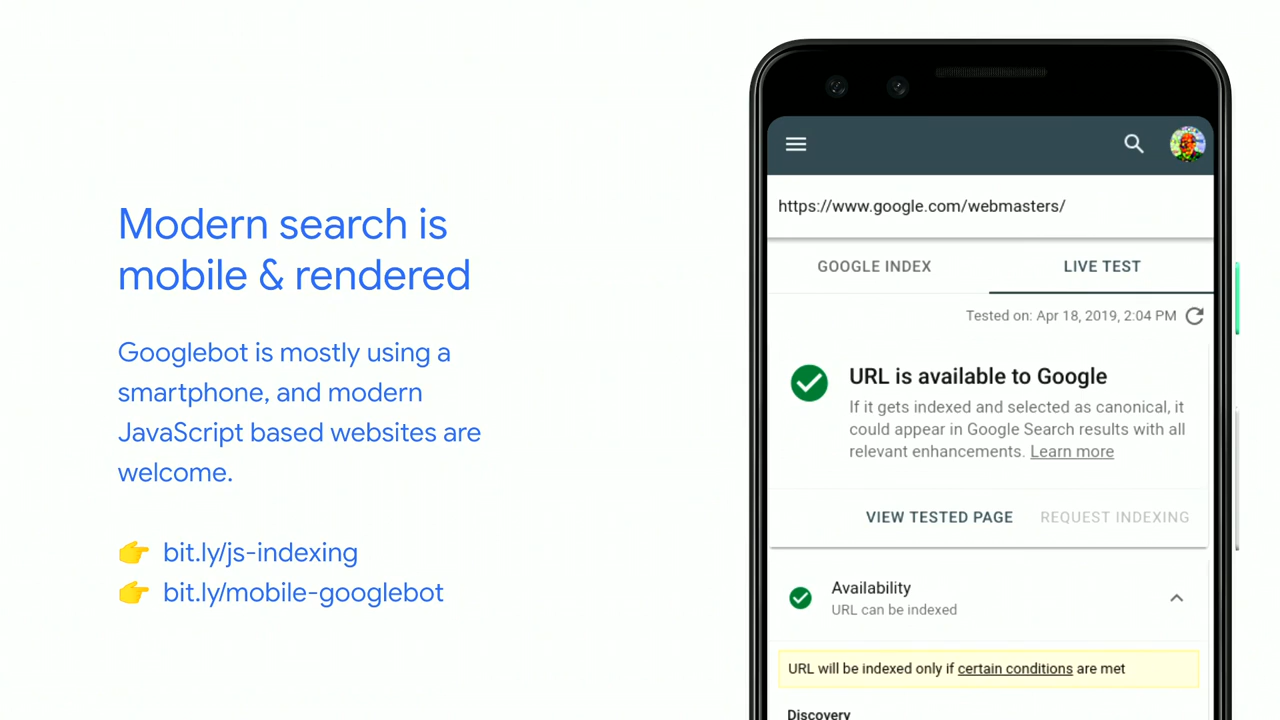 Modern search is
mobile & rendered
Googlebot is mostly using a
smartphone, and modern
JavaScript based websites are
welcome.
👉 bit.ly/js-indexing
👉 bit.ly/mobile-googlebot
https://www.google.com/webmasters/
GOOGLE INDEX LIVE TEST
Tested on: Apr 18, 2019, 2:04 PM
URL is available to Google
If it gets indexed and selected as canonical, it
could appear in Google Search results with all
relevant enhancements. Learn more
VIEW TESTED PAGE REQUEST INDEXING
Availability
URL can be indexed
URL will be indexed only if certain conditions are met
Discovery